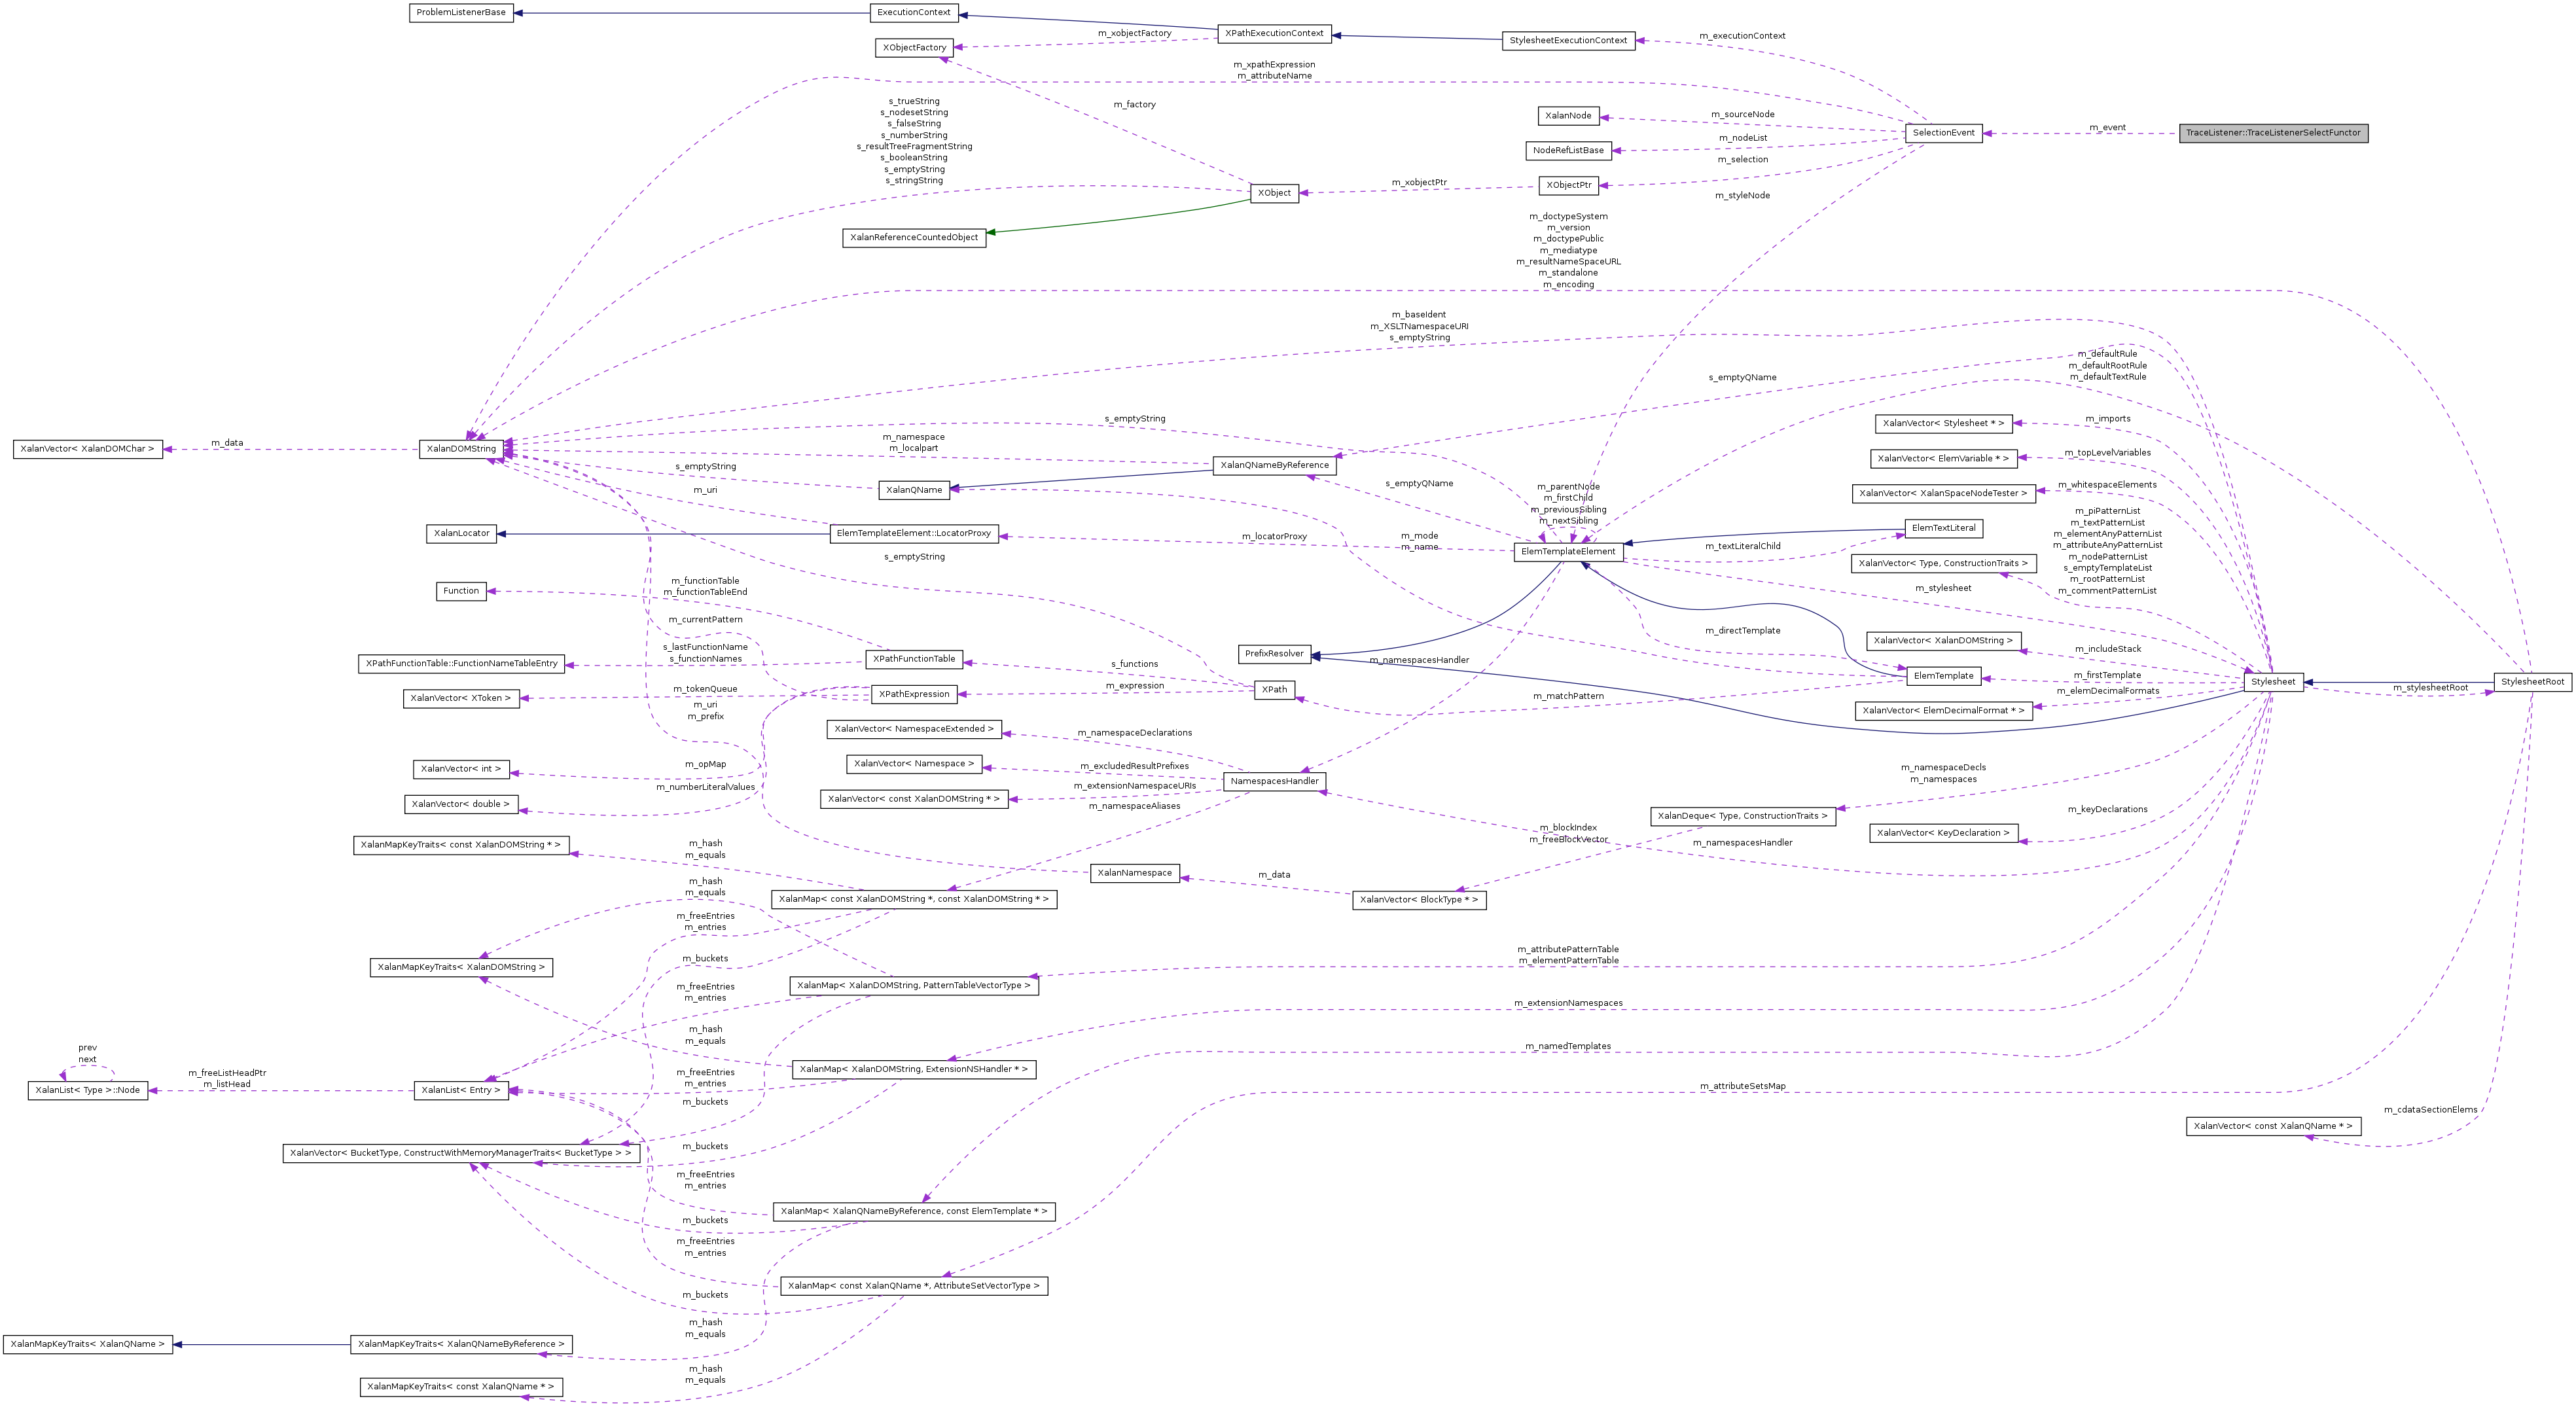 ProblemListenerBase
ExecutionContext
XObjectFactory
m_xobjectFactory
XPathExecutionContext
StylesheetExecutionContext
m_executionContext
m_xpathExpression
m_attributeName
s_trueString
s_nodesetString
s_falseString
s_numberString
s_resultTreeFragmentString
s_booleanString
s_emptyString
s_stringString
m_factory
XalanNode
m_sourceNode
SelectionEvent
m_event
TraceListener::TraceListenerSelectFunctor
NodeRefListBase
m_nodeList
m_selection
XObjectPtr
m_xobjectPtr
XObject
m_styleNode
XalanReferenceCountedObject
m_doctypeSystem
m_version
m_doctypePublic
m_mediatype
m_resultNameSpaceURL
m_standalone
m_encoding
m_baseIdent
m_XSLTNamespaceURI
s_emptyString
s_emptyQName
m_defaultRule
m_defaultRootRule
m_defaultTextRule
XalanVector< XalanDOMChar >
m_data
XalanDOMString
s_emptyString
m_namespace
m_localpart
XalanQNameByReference
s_emptyString
XalanQName
m_uri
s_emptyQName
m_parentNode
m_firstChild
m_previousSibling
m_nextSibling
XalanVector< Stylesheet * >
m_imports
XalanVector< ElemVariable * >
m_topLevelVariables
XalanVector< XalanSpaceNodeTester >
m_whitespaceElements
XalanLocator
ElemTemplateElement::LocatorProxy
m_locatorProxy
m_mode
m_name
ElemTemplateElement
m_textLiteralChild
ElemTextLiteral
m_piPatternList
m_textPatternList
m_elementAnyPatternList
m_attributeAnyPatternList
m_nodePatternList
s_emptyTemplateList
m_rootPatternList
m_commentPatternList
XalanVector< Type, ConstructionTraits >
s_emptyString
Function
m_functionTable
m_functionTableEnd
m_stylesheet
m_currentPattern
m_directTemplate
XalanVector< XalanDOMString >
m_includeStack
PrefixResolver
m_namespacesHandler
s_lastFunctionName
s_functionNames
XPathFunctionTable::FunctionNameTableEntry
XPathFunctionTable
s_functions
XPath
m_expression
XPathExpression
m_tokenQueue
XalanVector< XToken >
m_matchPattern
ElemTemplate
m_firstTemplate
m_elemDecimalFormats
Stylesheet
m_stylesheetRoot
StylesheetRoot
m_uri
m_prefix
XalanVector< ElemDecimalFormat * >
XalanVector< NamespaceExtended >
m_namespaceDeclarations
XalanVector< int >
m_opMap
XalanVector< Namespace >
m_excludedResultPrefixes
NamespacesHandler
m_namespaceDecls
m_namespaces
m_numberLiteralValues
XalanVector< double >
XalanVector< const XalanDOMString * >
m_extensionNamespaceURIs
m_namespaceAliases
XalanDeque< Type, ConstructionTraits >
m_keyDeclarations
XalanVector< KeyDeclaration >
m_blockIndex
m_freeBlockVector
m_namespacesHandler
XalanMapKeyTraits< const XalanDOMString * >
m_hash
m_equals
XalanNamespace
m_data
XalanVector< BlockType * >
m_hash
m_equals
XalanMap< const XalanDOMString *, const XalanDOMString * >
m_freeEntries
m_entries
m_buckets
XalanMapKeyTraits< XalanDOMString >
m_attributePatternTable
m_elementPatternTable
XalanMap< XalanDOMString, PatternTableVectorType >
m_freeEntries
m_entries
m_extensionNamespaces
m_hash
m_equals
m_namedTemplates
prev
next
XalanList< Type >::Node
m_freeListHeadPtr
m_listHead
XalanList< Entry >
m_freeEntries
m_entries
XalanMap< XalanDOMString, ExtensionNSHandler * >
m_attributeSetsMap
m_buckets
m_cdataSectionElems
XalanVector< const XalanQName * >
XalanVector< BucketType, ConstructWithMemoryManagerTraits< BucketType > >
m_buckets
m_freeEntries
m_entries
XalanMap< XalanQNameByReference, const ElemTemplate * >
m_buckets
m_freeEntries
m_entries
XalanMap< const XalanQName *, AttributeSetVectorType >
m_buckets
m_hash
m_equals
XalanMapKeyTraits< XalanQName >
XalanMapKeyTraits< XalanQNameByReference >
m_hash
m_equals
XalanMapKeyTraits< const XalanQName * >